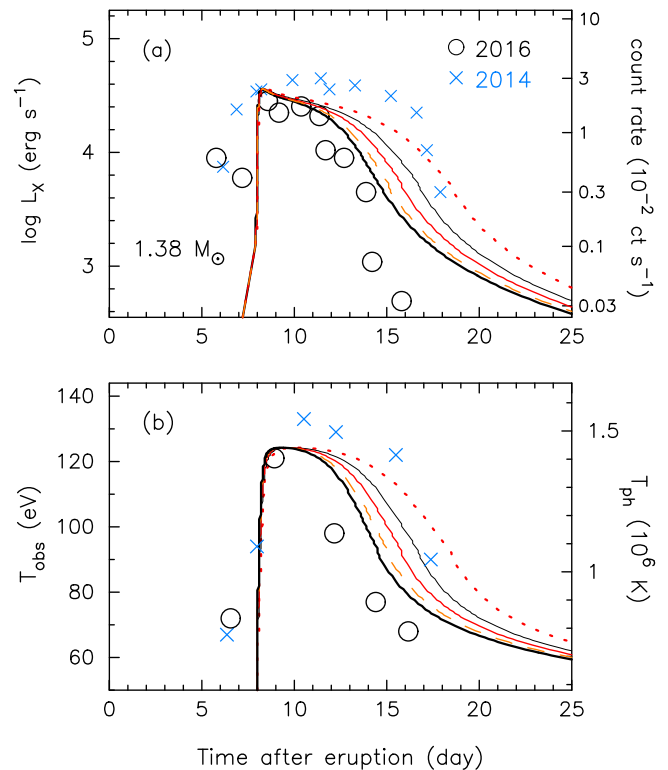 (a)
2016
2014
1.38 M⊙
log L_X (erg s⁻¹)
5
4
3
count rate (10⁻² ct s⁻¹)
10
3
1
0.3
0.1
0.03
0 5 10 15 20 25
(b)
T_obs (eV)
140
120
100
80
60
T_ph (10⁶ K)
1.5
1
0 5 10 15 20 25
Time after eruption (day)